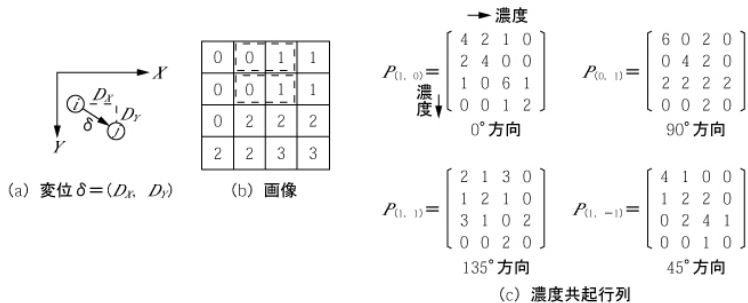 X
Y
i
D_X
D_Y
δ
j
(a) 変位δ=(D_X, D_Y)
0 0 1 1
0 0 1 1
0 2 2 2
2 2 3 3
(b) 画像
→濃度
濃度
P(1, 0)=
4 2 1 0
2 4 0 0
1 0 6 1
0 0 1 2
0°方向
P(0, 1)=
6 0 2 0
0 4 2 0
2 2 2 2
0 0 2 0
90°方向
P(1, 1)=
2 1 3 0
1 2 1 0
3 1 0 2
0 0 2 0
135°方向
P(1, −1)=
4 1 0 0
1 2 2 0
0 2 4 1
0 0 1 0
45°方向
(c) 濃度共起行列